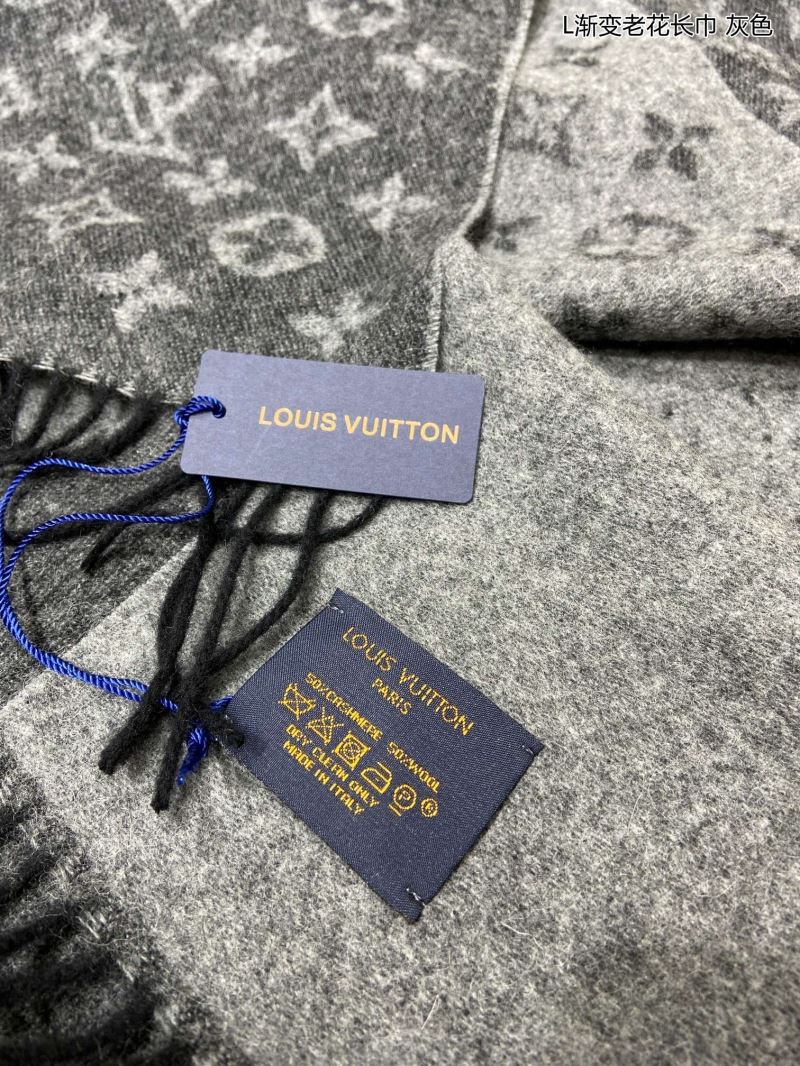 L渐变老花长巾 灰色
LOUIS VUITTON
LOUIS VUITTON
PARIS
50%CASHMERE 50%WOOL
DRY CLEAN ONLY
MADE IN ITALY